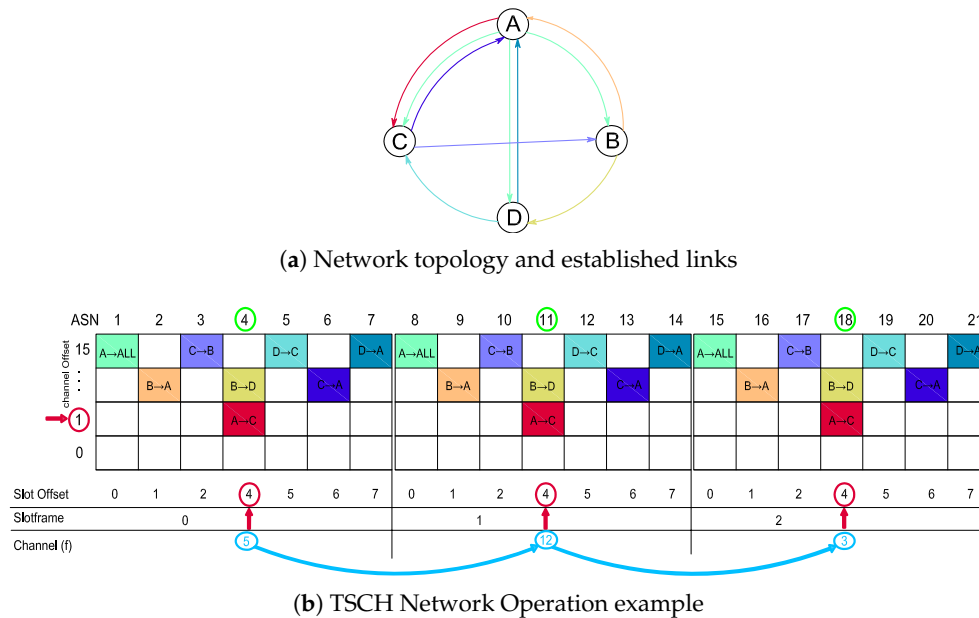 A
C
B
D
(a) Network topology and established links
ASN 1 2 3 4 5 6 7 8 9 10 11 12 13 14 15 16 17 18 19 20 21
channel Offset
15 A→ALL C→B D→C D→A A→ALL C→B D→C D→A A→ALL C→B D→C D→A
B→A B→D C→A B→A B→D C→A B→A B→D C→A
1 A→C A→C A→C
0
Slot Offset 0 1 2 4 5 6 7 0 1 2 4 5 6 7 0 1 2 4 5 6 7
Slotframe 0 1 2
Channel (f) 5 12 3
(b) TSCH Network Operation example